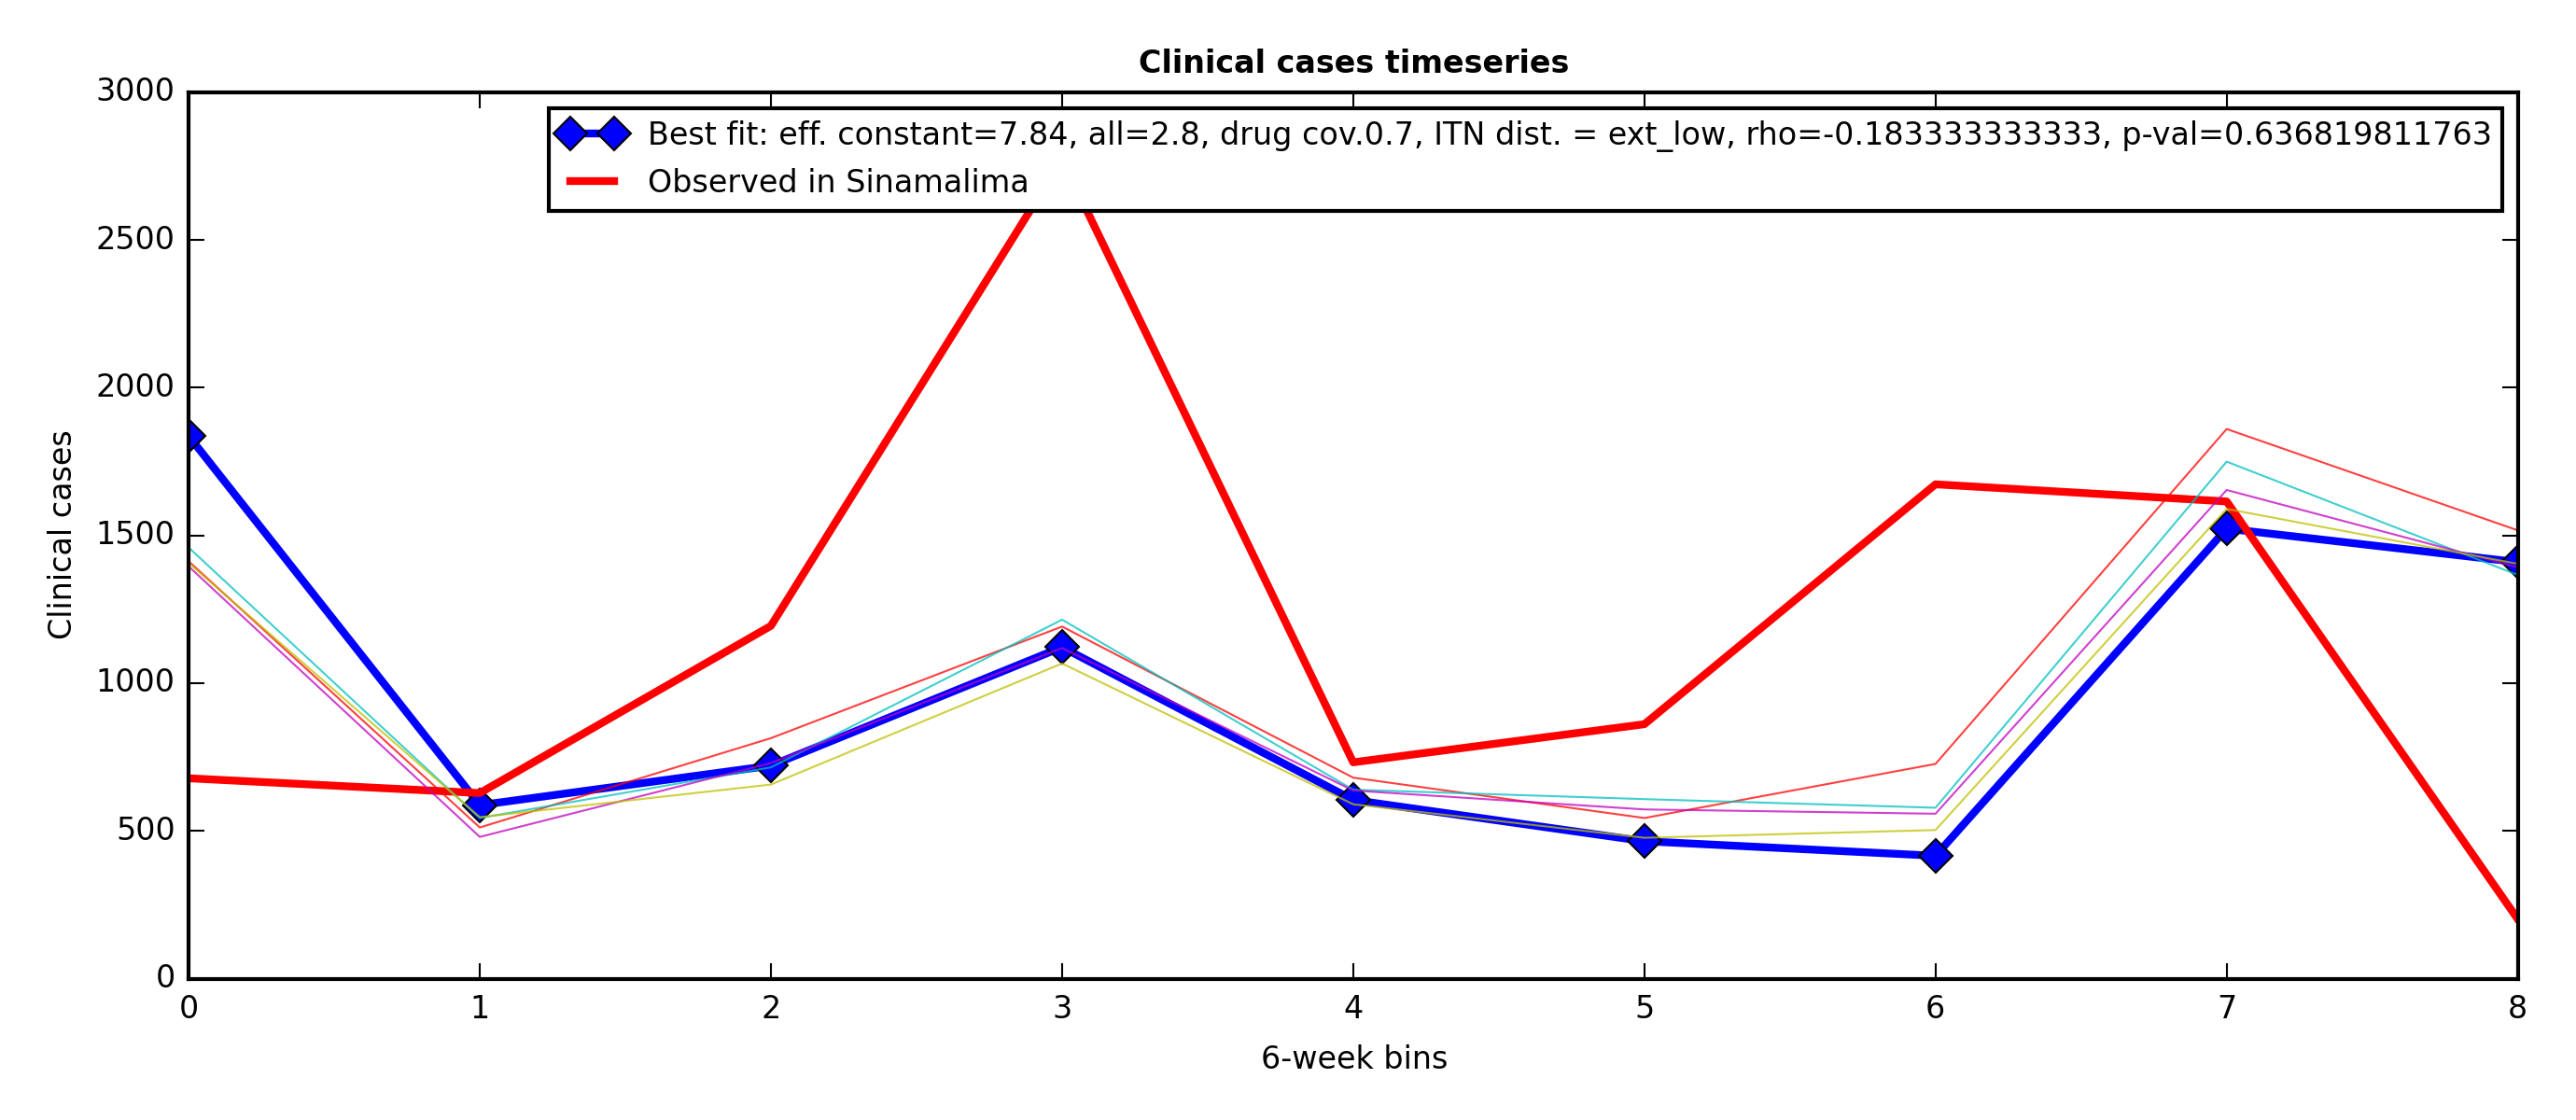 Clinical cases timeseries
Best fit: eff. constant=7.84, all=2.8, drug cov.0.7, ITN dist. = ext_low, rho=-0.183333333333, p-val=0.636819811763
Observed in Sinamalima
Clinical cases
3000
2500
2000
1500
1000
500
0
0 1 2 3 4 5 6 7 8
6-week bins